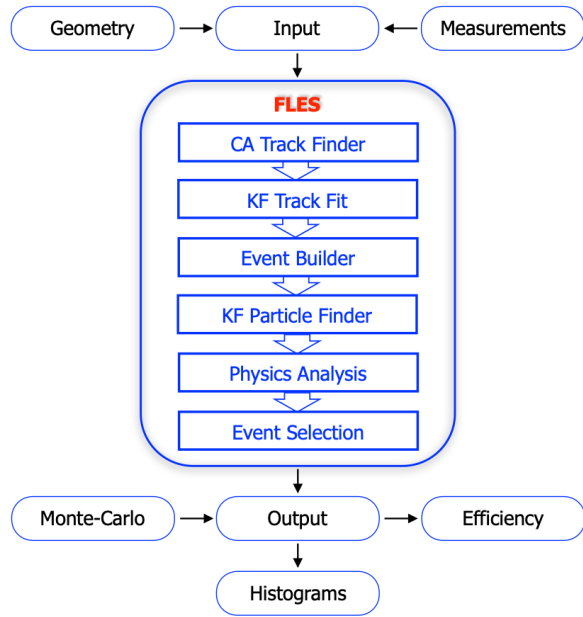 Geometry
Input
Measurements
FLES
CA Track Finder
KF Track Fit
Event Builder
KF Particle Finder
Physics Analysis
Event Selection
Monte-Carlo
Output
Efficiency
Histograms